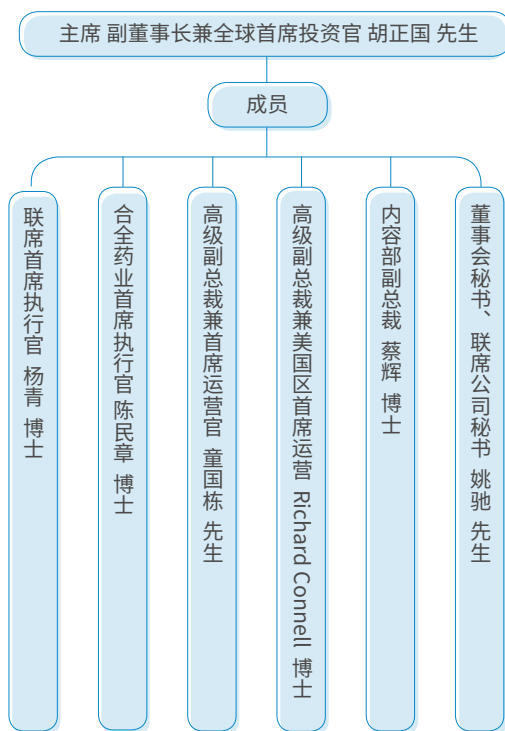 主席 副董事长兼全球首席投资官 胡正国 先生
成员
联席首席执行官 杨青 博士
合全药业首席执行官 陈民章 博士
高级副总裁兼首席运营官 童国栋 先生
高级副总裁兼美国区首席运营 Richard Connell 博士
内容部副总裁 蔡辉 博士
董事会秘书、联席公司秘书 姚驰 先生